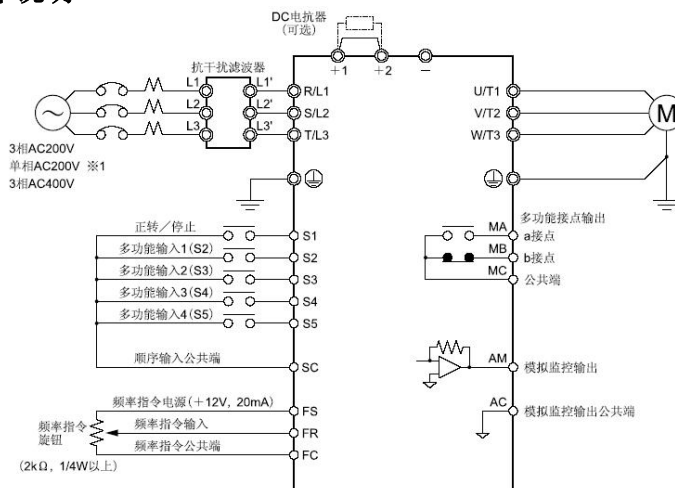 DC电抗器
(可选)
+1
+2
−
抗干扰滤波器
L1
L1'
R/L1
U/T1
L2
L2'
S/L2
V/T2
M
L3
L3'
T/L3
W/T3
3相AC200V
单相AC200V ※1
3相AC400V
正转/停止
S1
多功能输入1(S2)
S2
多功能输入2(S3)
S3
多功能输入3(S4)
S4
多功能输入4(S5)
S5
顺序输入公共端
SC
多功能接点输出
MA
a接点
MB
b接点
MC
公共端
AM
模拟监控输出
AC
模拟监控输出公共端
频率指令电源(+12V, 20mA)
FS
频率指令
旋钮
频率指令输入
FR
频率指令公共端
FC
(2kΩ, 1/4W以上)